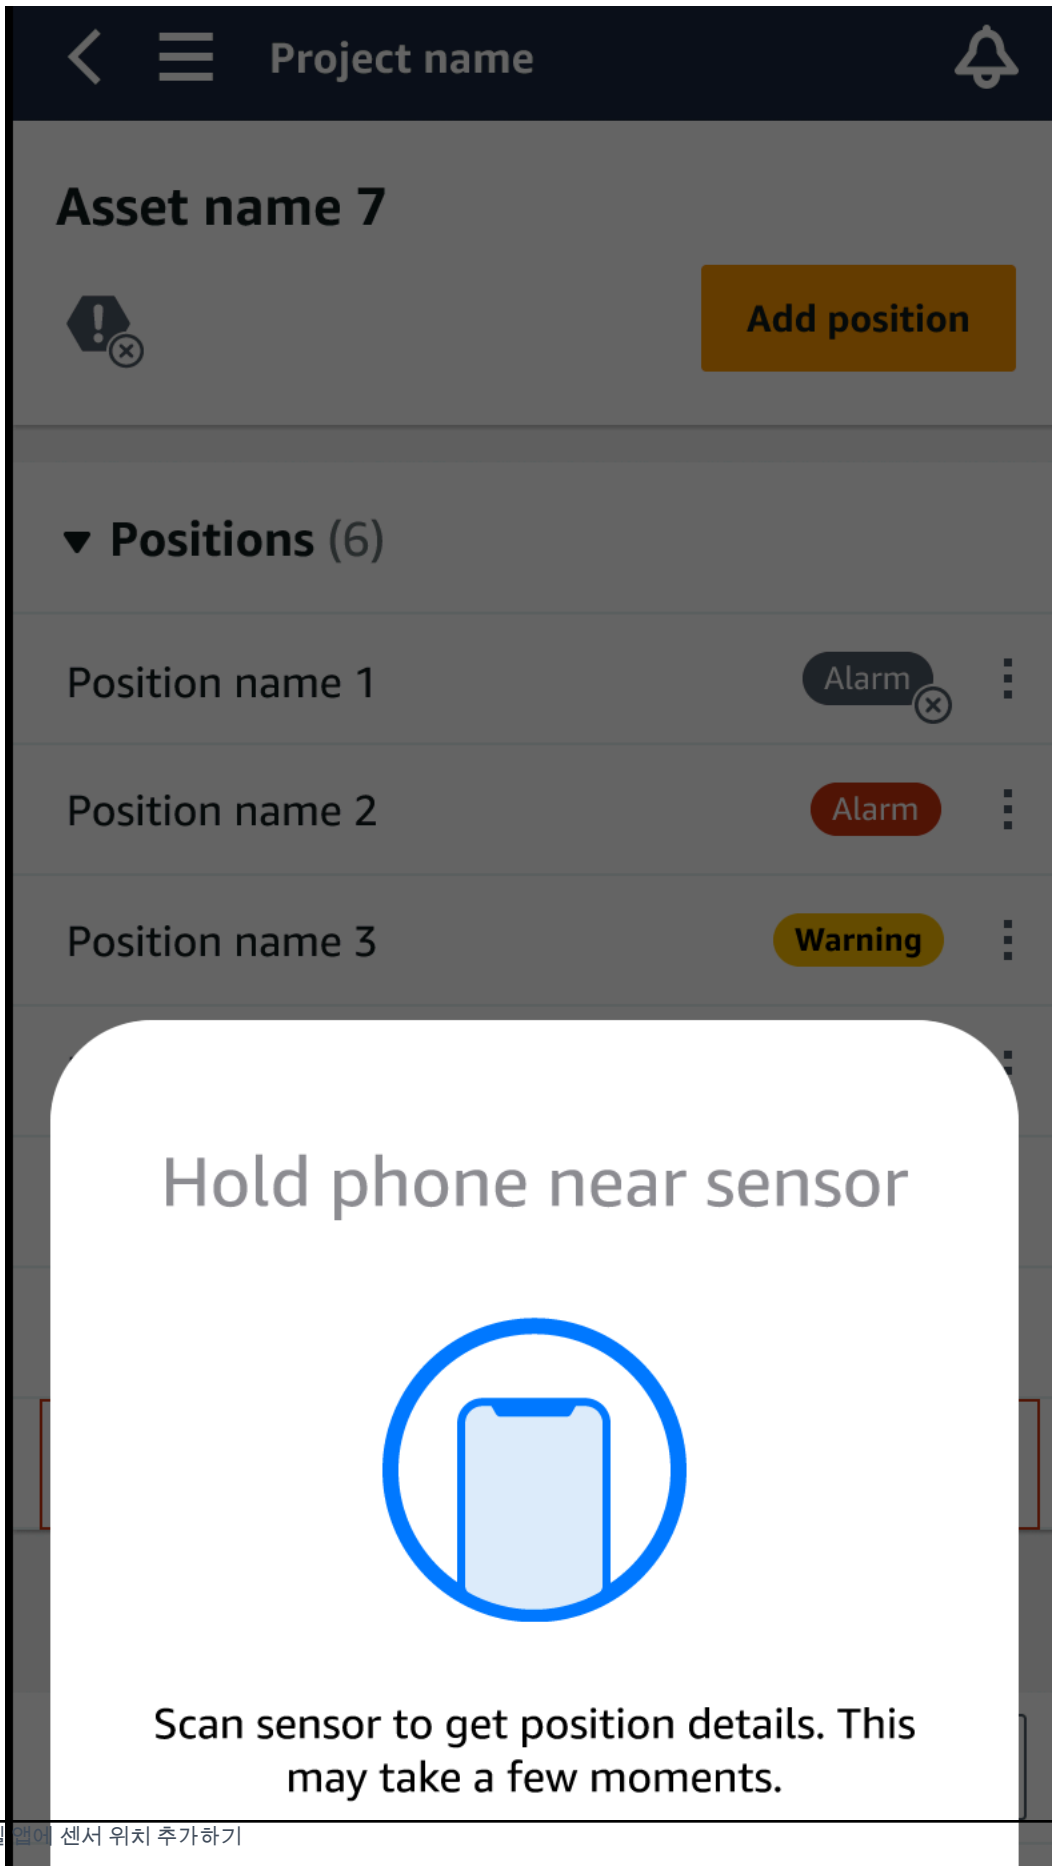 Project name
Asset name 7
Add position
Positions (6)
Position name 1
Alarm
Position name 2
Alarm
Position name 3
Warning
Hold phone near sensor
Scan sensor to get position details. This
may take a few moments.
앱에 센서 위치 추가하기